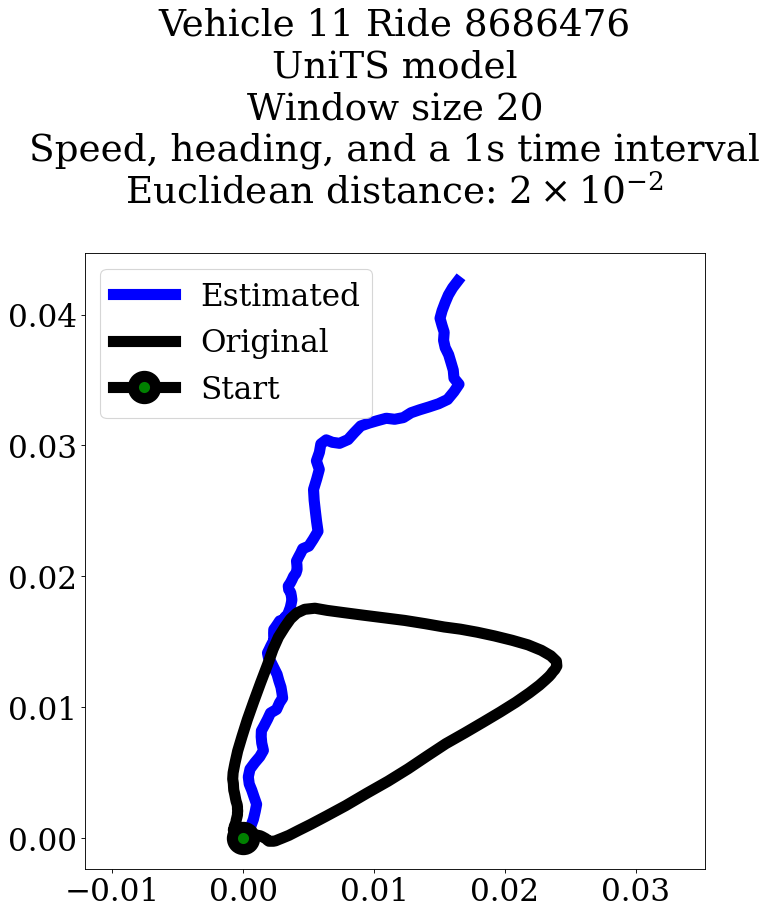 Vehicle 11 Ride 8686476
UniTS model
Window size 20
Speed, heading, and a 1s time interval
Euclidean distance: 2 × 10⁻²
Estimated
Original
Start
0.04
0.03
0.02
0.01
0.00
−0.01 0.00 0.01 0.02 0.03